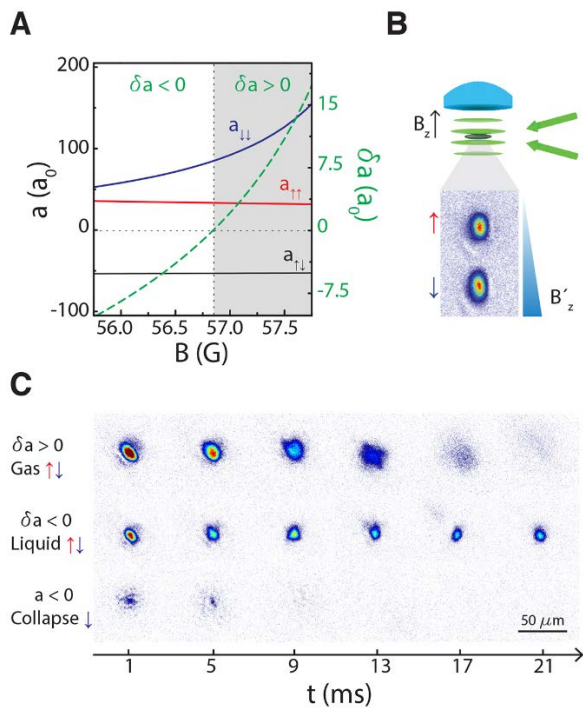 A
B
200
100
0
-100
a (a₀)
δa < 0
δa > 0
a↓↓
a↑↑
a↑↓
15
7.5
0
-7.5
δa (a₀)
56.0
56.5
57.0
57.5
B (G)
B_z↑
↑
↓
B′_z
C
δa > 0
Gas ↑↓
δa < 0
Liquid ↑↓
a < 0
Collapse ↓
50 μm
1
5
9
13
17
21
t (ms)